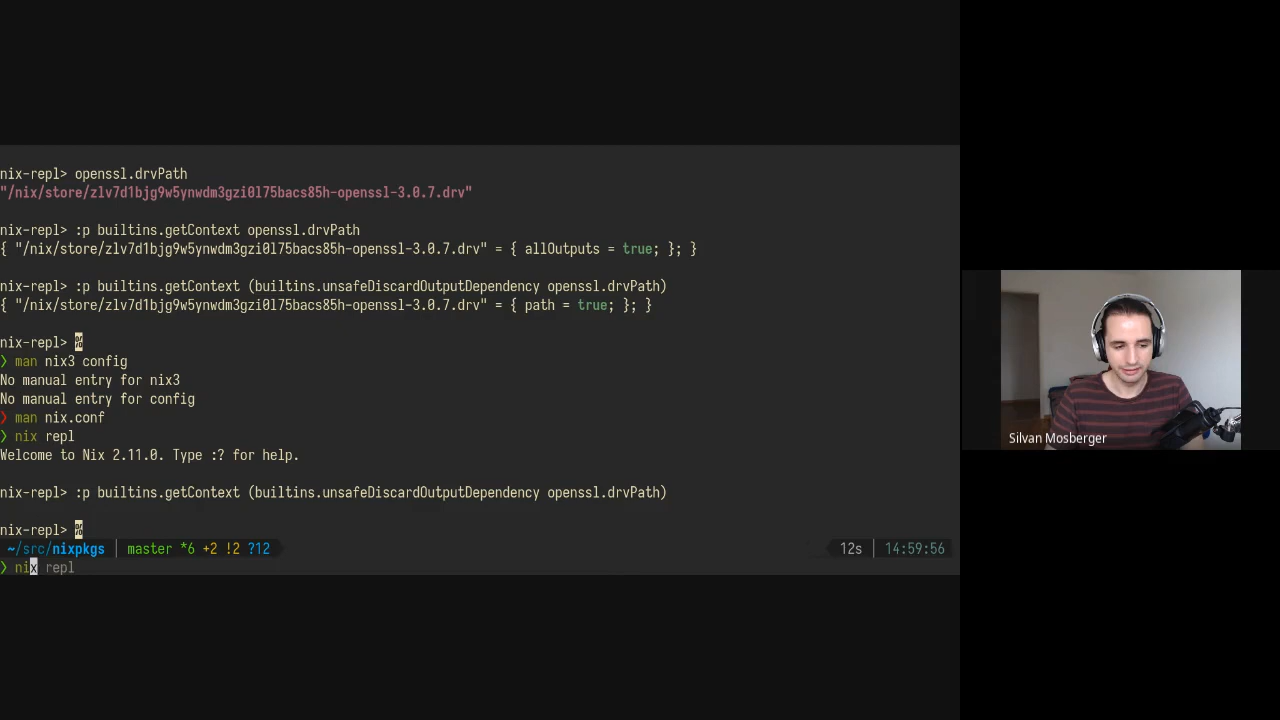 nix-repl> openssl.drvPath
"/nix/store/zlv7d1bjg9w5ynwdm3gzi0l75bacs85h-openssl-3.0.7.drv"
nix-repl> :p builtins.getContext openssl.drvPath
{ "/nix/store/zlv7d1bjg9w5ynwdm3gzi0l75bacs85h-openssl-3.0.7.drv" = { allOutputs = true; }; }
nix-repl> :p builtins.getContext (builtins.unsafeDiscardOutputDependency openssl.drvPath)
{ "/nix/store/zlv7d1bjg9w5ynwdm3gzi0l75bacs85h-openssl-3.0.7.drv" = { path = true; }; }
nix-repl>
❯ man nix3 config
No manual entry for nix3
No manual entry for config
❯ man nix.conf
❯ nix repl
Welcome to Nix 2.11.0. Type :? for help.
nix-repl> :p builtins.getContext (builtins.unsafeDiscardOutputDependency openssl.drvPath)
nix-repl>
~/src/nixpkgs master *6 +2 !2 ?12 12s 14:59:56
❯ nix repl
Silvan Mosberger